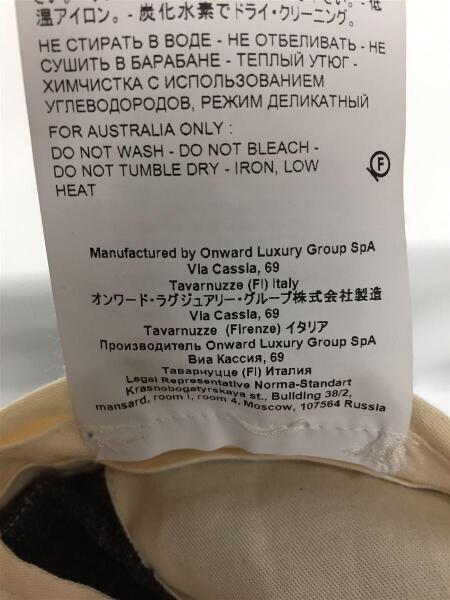 温アイロン。- 炭化水素でドライ・クリーニング。
НЕ СТИРАТЬ В ВОДЕ - НЕ ОТБЕЛИВАТЬ - НЕ
СУШИТЬ В БАРАБАНЕ - ТЕПЛЫЙ УТЮГ -
ХИМЧИСТКА С ИСПОЛЬЗОВАНИЕМ
УГЛЕВОДОРОДОВ, РЕЖИМ ДЕЛИКАТНЫЙ
FOR AUSTRALIA ONLY :
DO NOT WASH - DO NOT BLEACH -
DO NOT TUMBLE DRY - IRON, LOW
HEAT
F
Manufactured by Onward Luxury Group SpA
Via Cassia, 69
Tavarnuzze (FI) Italy
オンワード・ラグジュアリー・グループ株式会社製造
Via Cassia, 69
Tavarnuzze (Firenze) イタリア
Производитель Onward Luxury Group SPA
Виа Кассия, 69
Таварнуцце (FI) Италия
Legal Representative Norma-Standart
Krasnobogatyrskaya st., Building 38/2,
mansard, room I, room 4. Moscow, 107564 Russia